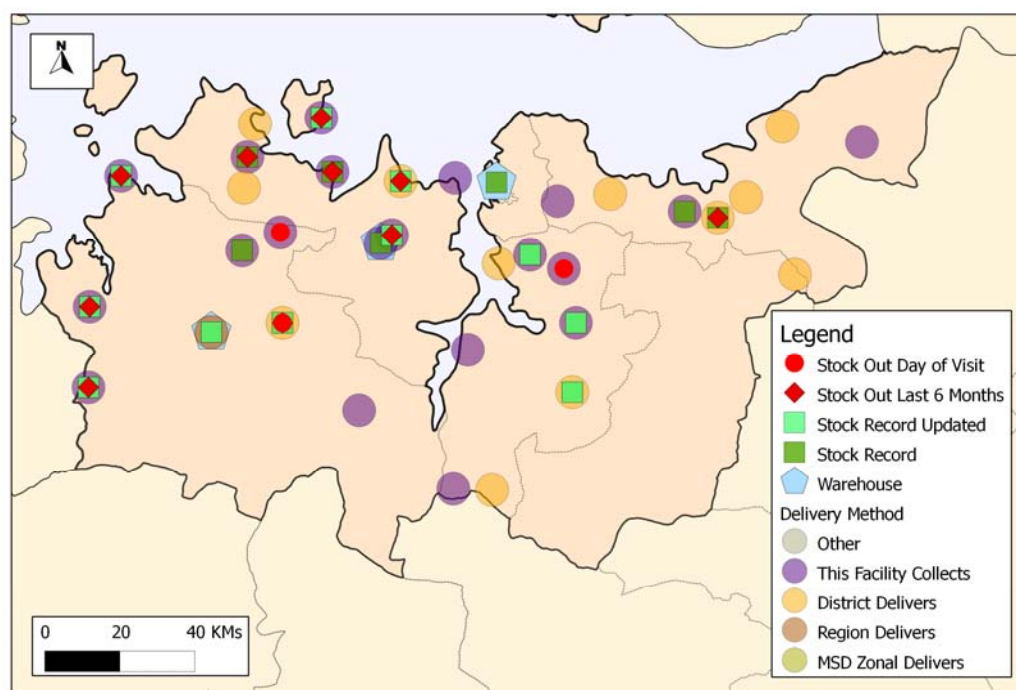 N
Legend
Stock Out Day of Visit
Stock Out Last 6 Months
Stock Record Updated
Stock Record
Warehouse
Delivery Method
Other
This Facility Collects
District Delivers
Region Delivers
MSD Zonal Delivers
0 20 40 KMs